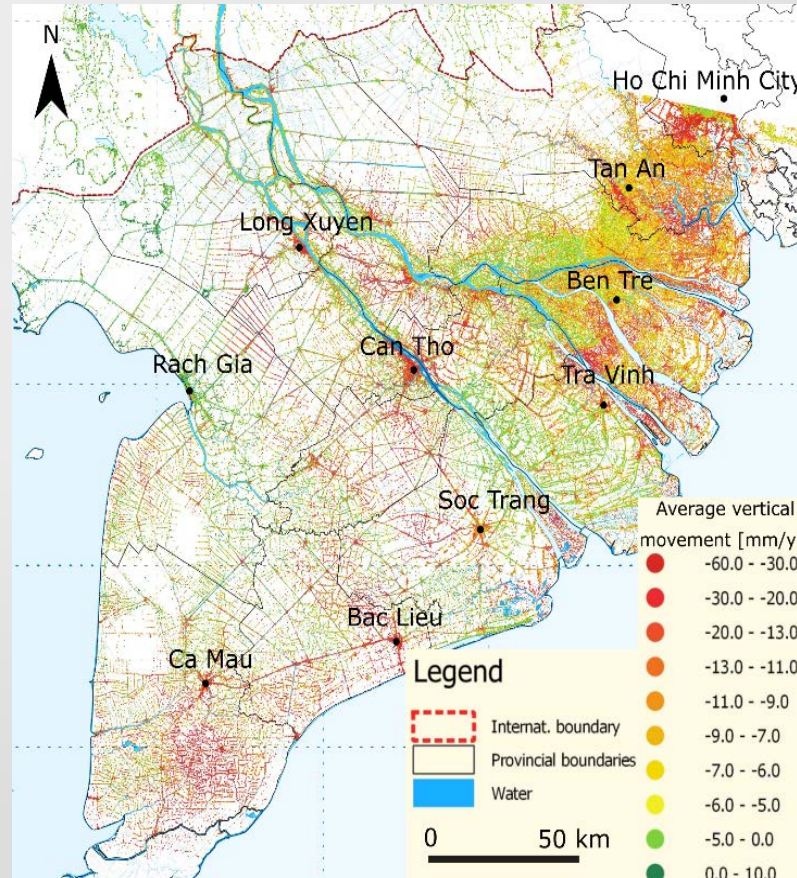 N
Ho Chi Minh City
Tan An
Long Xuyen
Ben Tre
Can Tho
Rach Gia
Tra Vinh
Soc Trang
Bac Lieu
Ca Mau
Legend
Internat. boundary
Provincial boundaries
Water
0 50 km
Average vertical
movement [mm/y
-60.0 - -30.0
-30.0 - -20.0
-20.0 - -13.0
-13.0 - -11.0
-11.0 - -9.0
-9.0 - -7.0
-7.0 - -6.0
-6.0 - -5.0
-5.0 - 0.0
0.0 - 10.0